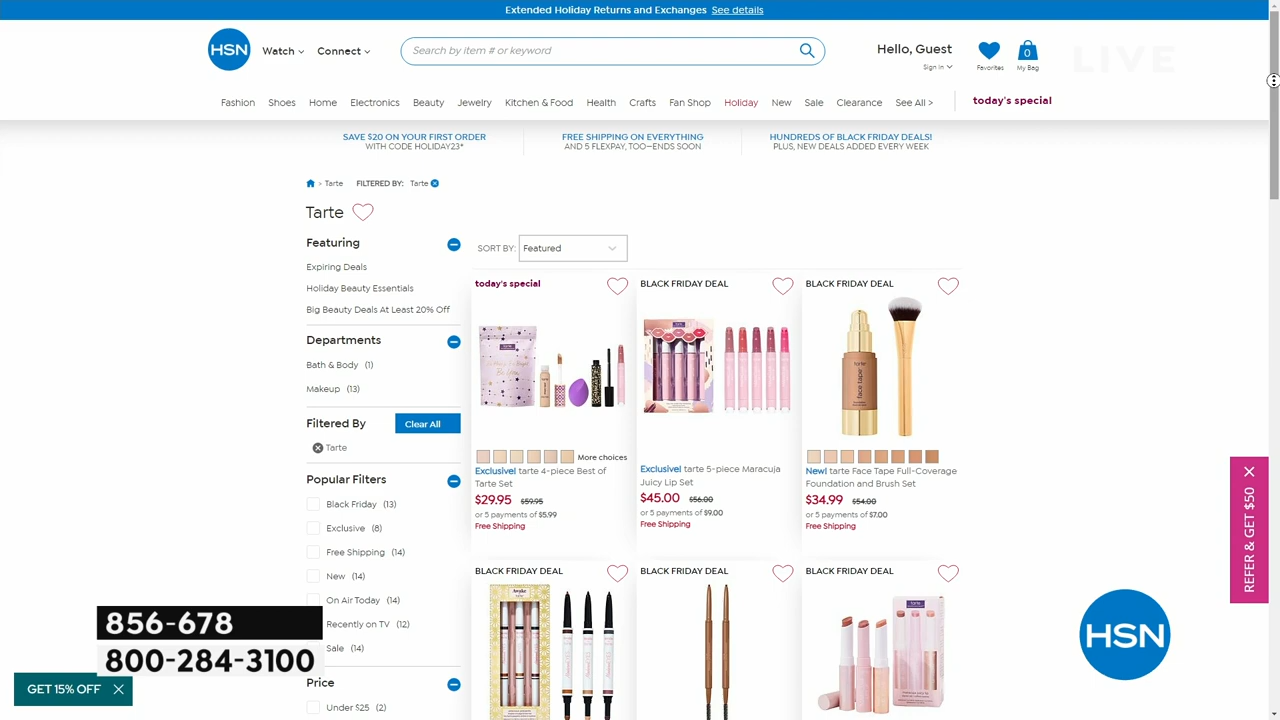 Extended Holiday Returns and Exchanges See details
HSN
Watch
Connect
Search by item # or keyword
Hello, Guest
Sign In
Favorites
0
My Bag
LIVE
Fashion Shoes Home Electronics Beauty Jewelry Kitchen & Food Health Crafts Fan Shop Holiday New Sale Clearance See All >
today's special
SAVE $20 ON YOUR FIRST ORDER
WITH CODE HOLIDAY23*
FREE SHIPPING ON EVERYTHING
AND 5 FLEXPAY, TOO—ENDS SOON
HUNDREDS OF BLACK FRIDAY DEALS!
PLUS, NEW DEALS ADDED EVERY WEEK
> Tarte FILTERED BY: Tarte
Tarte
Featuring
Expiring Deals
Holiday Beauty Essentials
Big Beauty Deals At Least 20% Off
Departments
Bath & Body (1)
Makeup (13)
Filtered By
Clear All
Tarte
Popular Filters
Black Friday (13)
Exclusive (8)
Free Shipping (14)
New (14)
On Air Today (14)
Recently on TV (12)
Sale (14)
Price
Under $25 (2)
SORT BY: Featured
today's special
More choices
Exclusive! tarte 4-piece Best of
Tarte Set
$29.95 $59.95
or 5 payments of $5.99
Free Shipping
BLACK FRIDAY DEAL
Exclusive! tarte 5-piece Maracuja
Juicy Lip Set
$45.00 $56.00
or 5 payments of $9.00
Free Shipping
BLACK FRIDAY DEAL
tarte
face tape
New! tarte Face Tape Full-Coverage
Foundation and Brush Set
$34.99 $54.00
or 5 payments of $7.00
Free Shipping
BLACK FRIDAY DEAL
BLACK FRIDAY DEAL
BLACK FRIDAY DEAL
tarte
REFER & GET $50
856-678
800-284-3100
GET 15% OFF
HSN